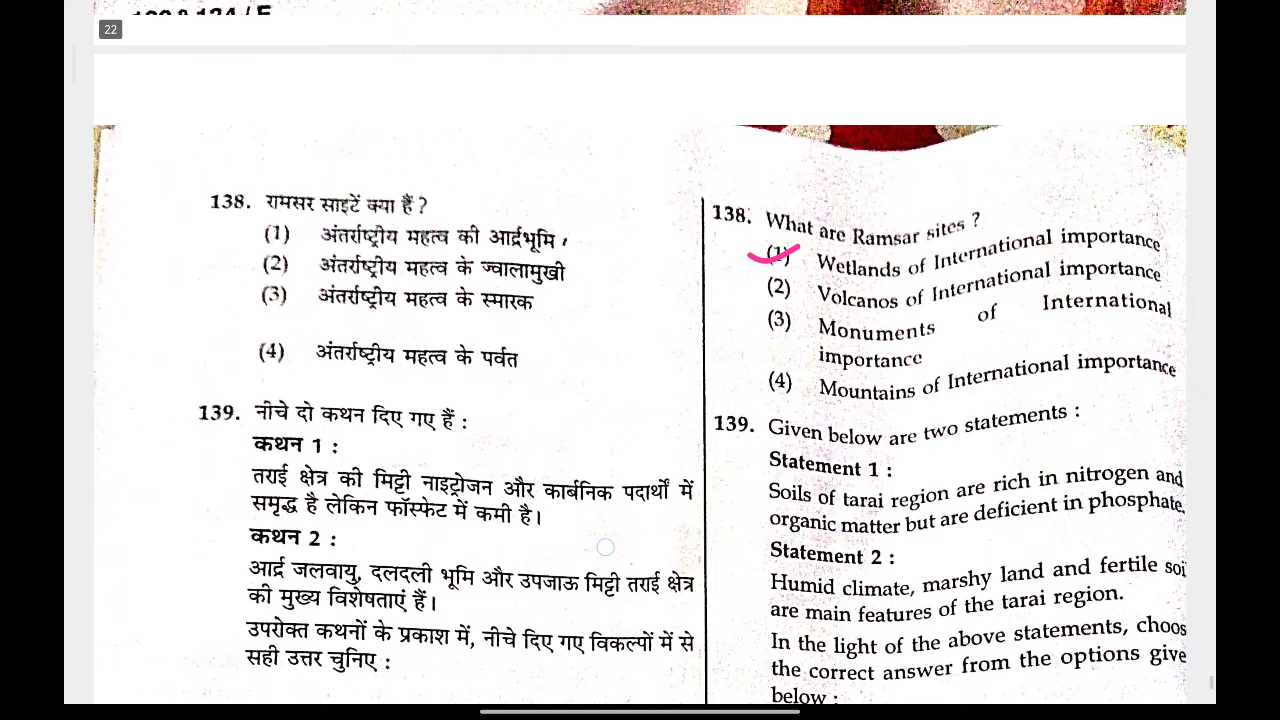 22
138. रामसर साइटें क्या हैं ?
(1) अंतर्राष्ट्रीय महत्व की आर्द्रभूमि
(2) अंतर्राष्ट्रीय महत्व के ज्वालामुखी
(3) अंतर्राष्ट्रीय महत्व के स्मारक
(4) अंतर्राष्ट्रीय महत्व के पर्वत
139. नीचे दो कथन दिए गए हैं :
कथन 1 :
तराई क्षेत्र की मिट्टी नाइट्रोजन और कार्बनिक पदार्थों में
समृद्ध है लेकिन फॉस्फेट में कमी है।
कथन 2 :
आर्द्र जलवायु, दलदली भूमि और उपजाऊ मिट्टी तराई क्षेत्र
की मुख्य विशेषताएं हैं।
उपरोक्त कथनों के प्रकाश में, नीचे दिए गए विकल्पों में से
सही उत्तर चुनिए :
138. What are Ramsar sites ?
(1) Wetlands of International importance
(2) Volcanos of International importance
(3) Monuments of International
importance
(4) Mountains of International importance
139. Given below are two statements :
Statement 1 :
Soils of tarai region are rich in nitrogen and
organic matter but are deficient in phosphate.
Statement 2 :
Humid climate, marshy land and fertile soi
are main features of the tarai region.
In the light of the above statements, choos
the correct answer from the options give
below :